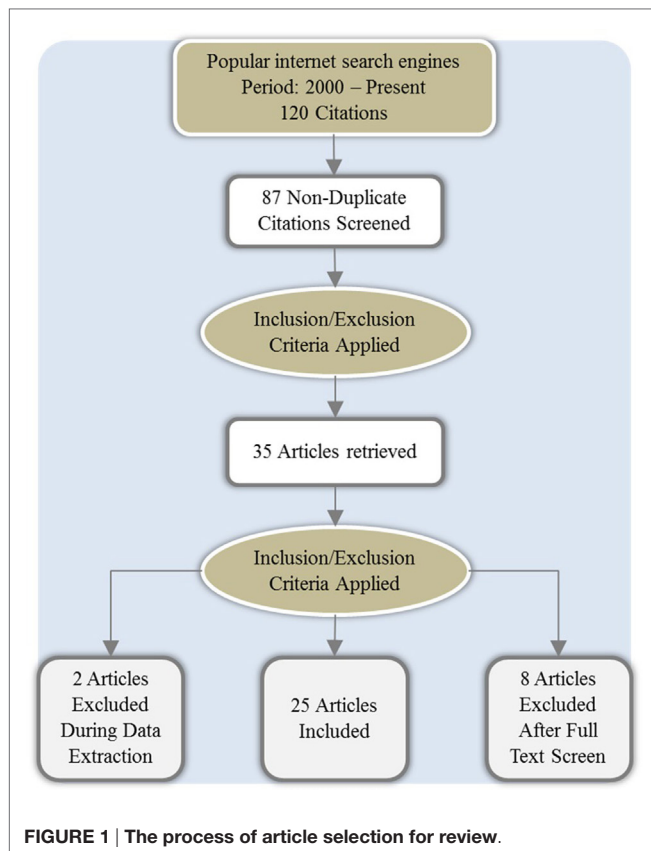 Popular internet search engines
Period: 2000 – Present
120 Citations
87 Non-Duplicate
Citations Screened
Inclusion/Exclusion
Criteria Applied
35 Articles retrieved
Inclusion/Exclusion
Criteria Applied
2 Articles
Excluded
During Data
Extraction
25 Articles
Included
8 Articles
Excluded
After Full
Text Screen
FIGURE 1 | The process of article selection for review.